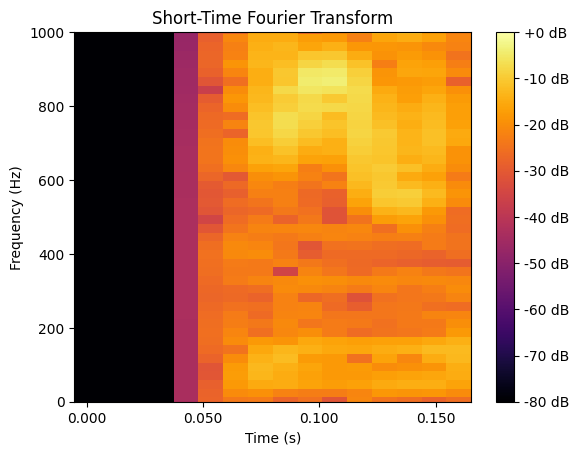 Short-Time Fourier Transform
1000
800
600
400
200
0
Frequency (Hz)
0.000
0.050
0.100
0.150
Time (s)
+0 dB
-10 dB
-20 dB
-30 dB
-40 dB
-50 dB
-60 dB
-70 dB
-80 dB